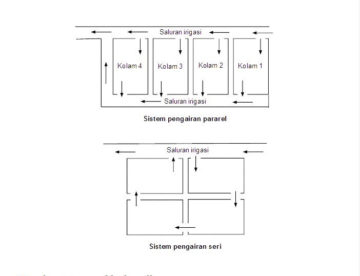 Saluran irigasi
Kolam 4 Kolam 3 Kolam 2 Kolam 1
Saluran irigasi
Sistem pengairan pararel
Saluran irigasi
Sistem pengairan seri